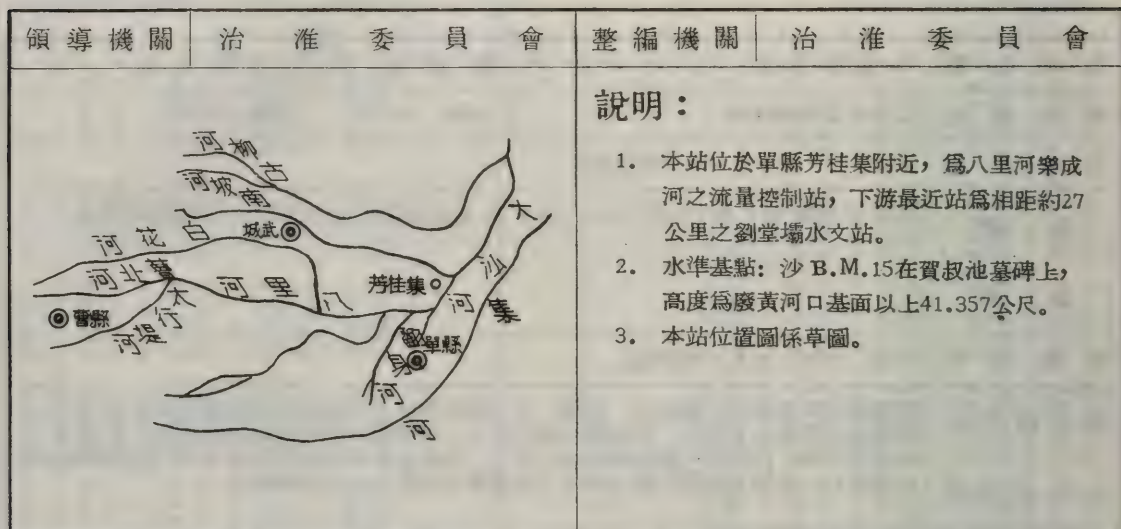 領導機關 治淮委員會 整編機關 治淮委員會
說明：
1. 本站位於單縣芳桂集附近，爲八里河樂成
河之流量控制站，下游最近站爲相距約27
公里之劉堂壩水文站。
2. 水準基點：沙B.M.15在賀叔池墓碑上，
高度爲廢黃河口基面以上41.357公尺。
3. 本站位置圖係草圖。
河柳古
河坡南
城武
河花白
河北
曹縣
太行堤河
河里八
芳桂集
大沙河
單縣
身河
集河